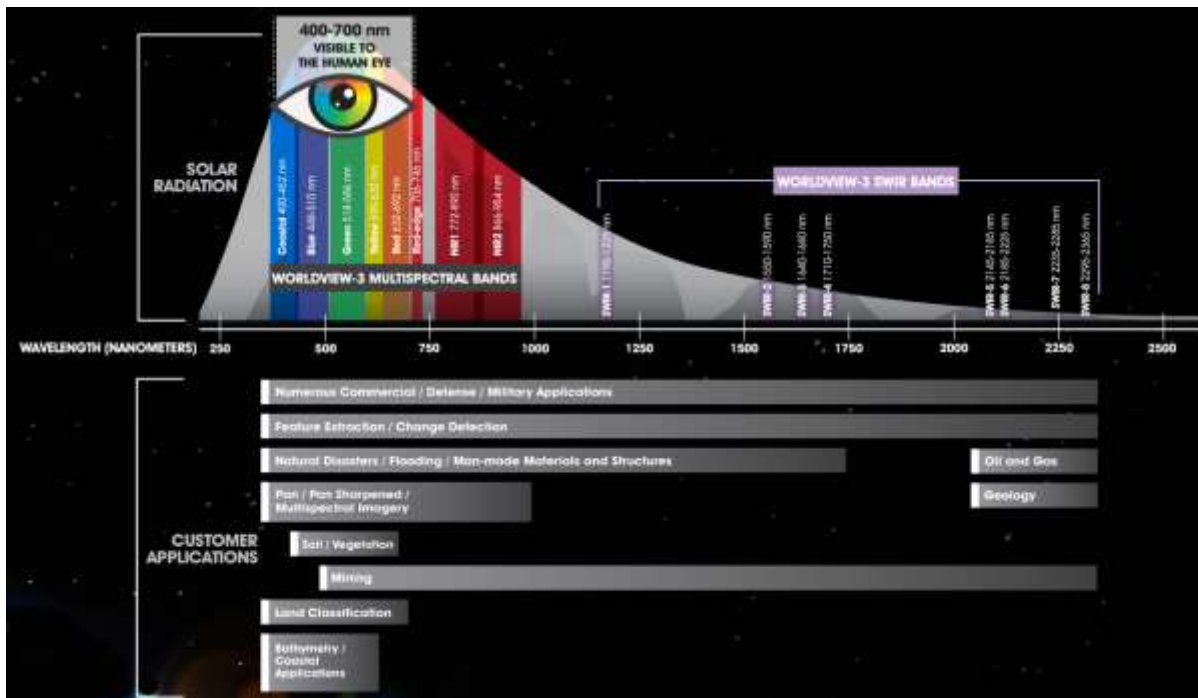 400-700 nm
VISIBLE TO
THE HUMAN EYE
SOLAR
RADIATION
Coastal 400-452 nm
Blue 448-510 nm
Green 518-586 nm
Yellow 590-630 nm
Red 632-692 nm
Red-edge 706-746 nm
NIR1 772-890 nm
NIR2 866-954 nm
WORLDVIEW-3 MULTISPECTRAL BANDS
WORLDVIEW-3 SWIR BANDS
SWIR-1 1195-1225 nm
SWIR-2 1550-1590 nm
SWIR-3 1640-1680 nm
SWIR-4 1710-1750 nm
SWIR-5 2145-2185 nm
SWIR-6 2185-2225 nm
SWIR-7 2235-2285 nm
SWIR-8 2295-2365 nm
WAVELENGTH (NANOMETERS) 250 500 750 1000 1250 1500 1750 2000 2250 2500
CUSTOMER
APPLICATIONS
Numerous Commercial / Defense / Military Applications
Feature Extraction / Change Detection
Natural Disasters / Flooding / Man-made Materials and Structures
Oil and Gas
Pan / Pan Sharpened /
Multispectral Imagery
Geology
Soil / Vegetation
Mining
Land Classification
Bathymetry /
Coastal
Applications